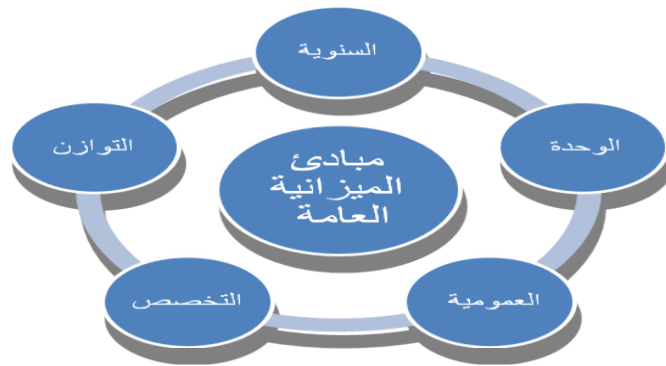 السنوية
الوحدة
العمومية
التخصص
التوازن
مبادئ
الميزانية
العامة